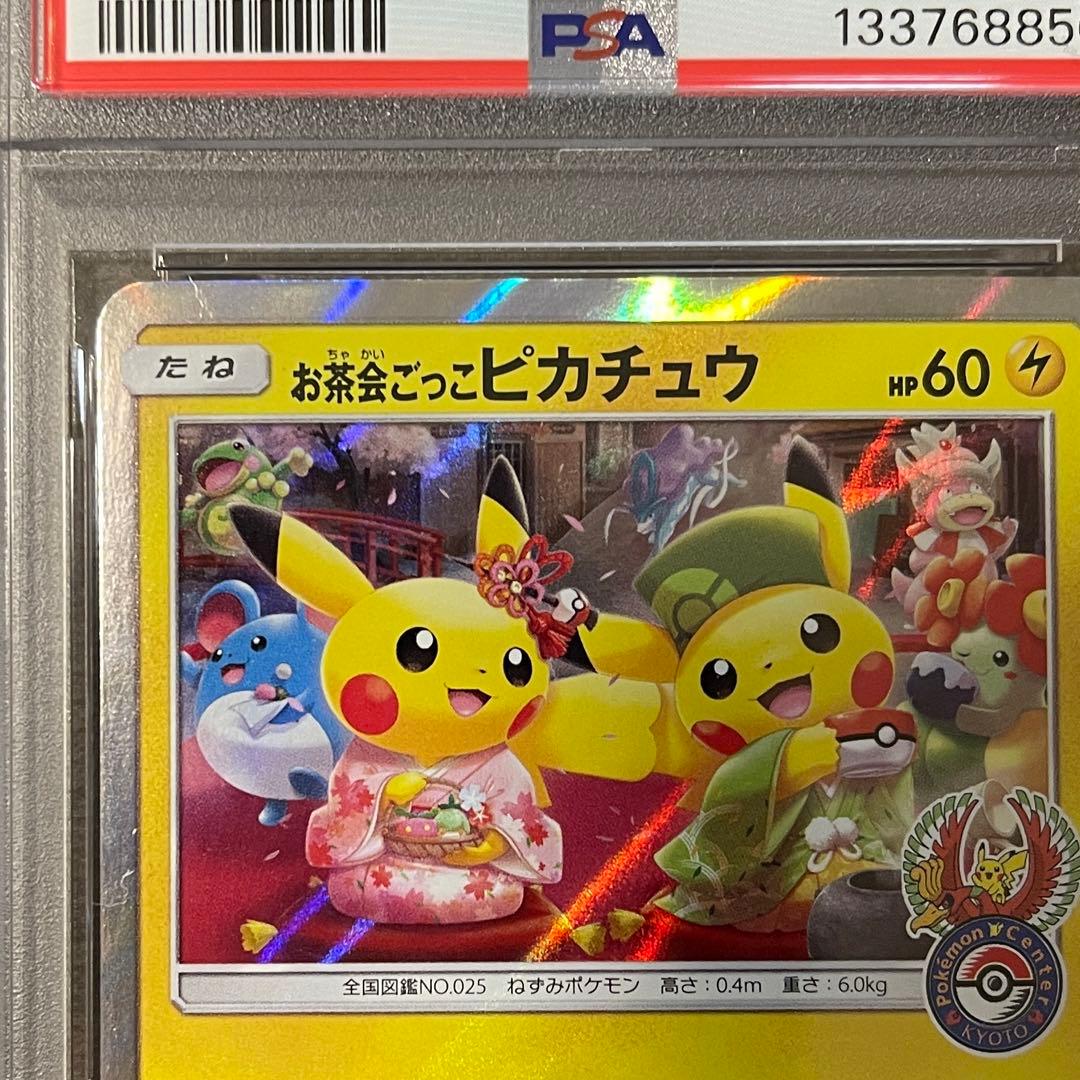 PSA
13376885
たね
ちゃ かい
お茶会ごっこピカチュウ
HP 60
全国図鑑NO.025 ねずみポケモン 高さ：0.4m 重さ：6.0kg
Pokémon Center
KYOTO